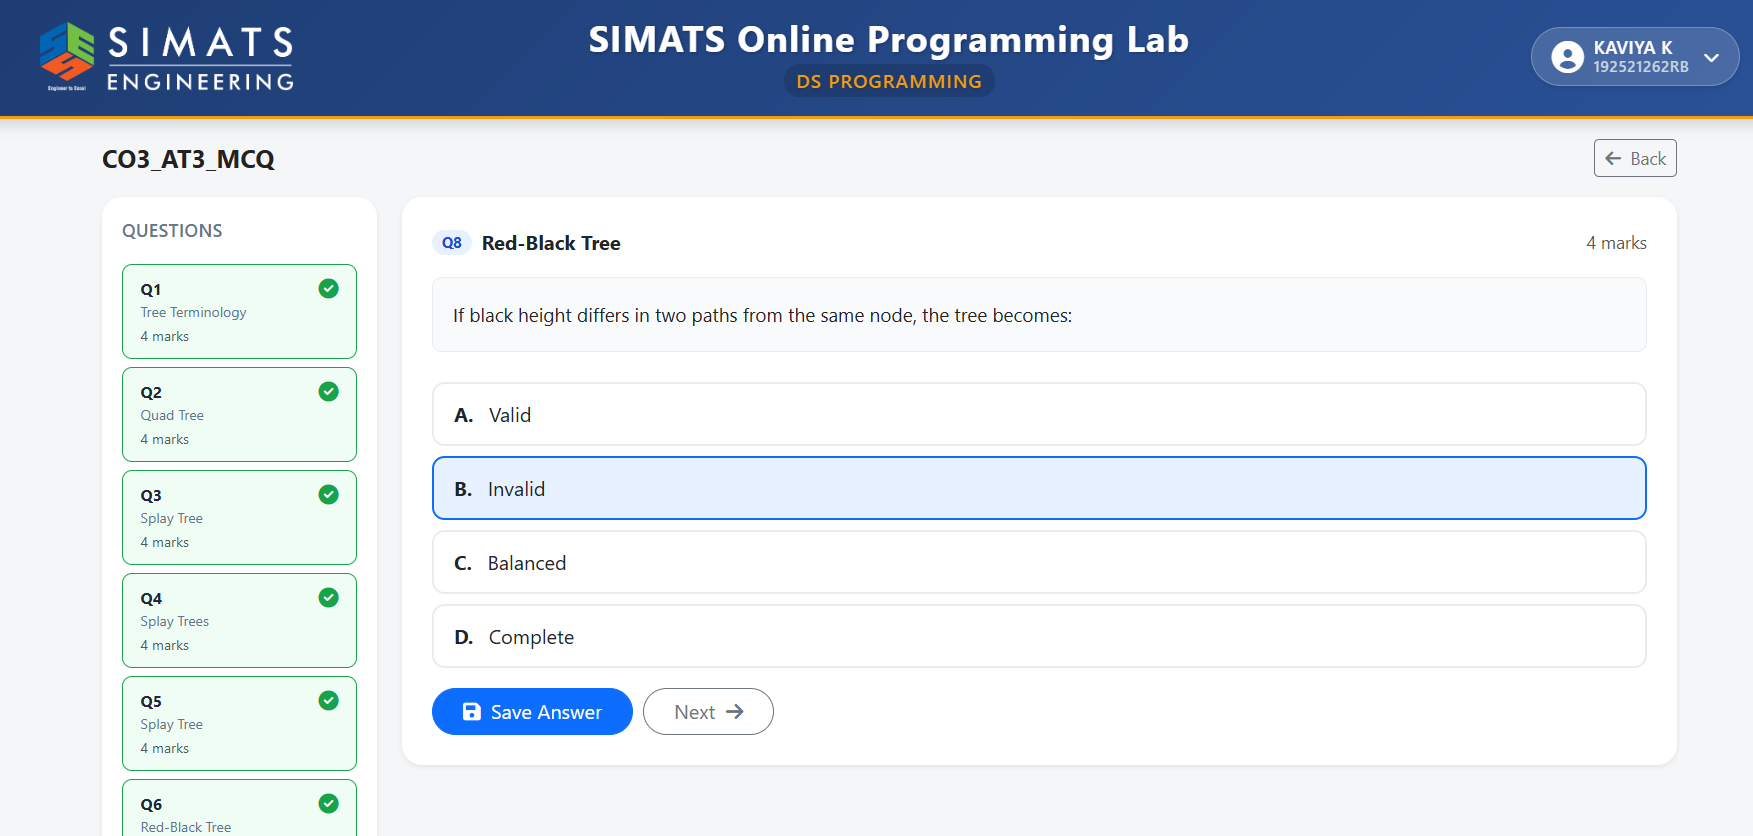 SIMATS
ENGINEERING
Engineer to Excel
SIMATS Online Programming Lab
DS PROGRAMMING
KAVIYA K
192521262RB
CO3_AT3_MCQ
Back
QUESTIONS
Q1
Tree Terminology
4 marks
Q2
Quad Tree
4 marks
Q3
Splay Tree
4 marks
Q4
Splay Trees
4 marks
Q5
Splay Tree
4 marks
Q6
Red-Black Tree
Q8 Red-Black Tree
4 marks
If black height differs in two paths from the same node, the tree becomes:
A. Valid
B. Invalid
C. Balanced
D. Complete
Save Answer
Next